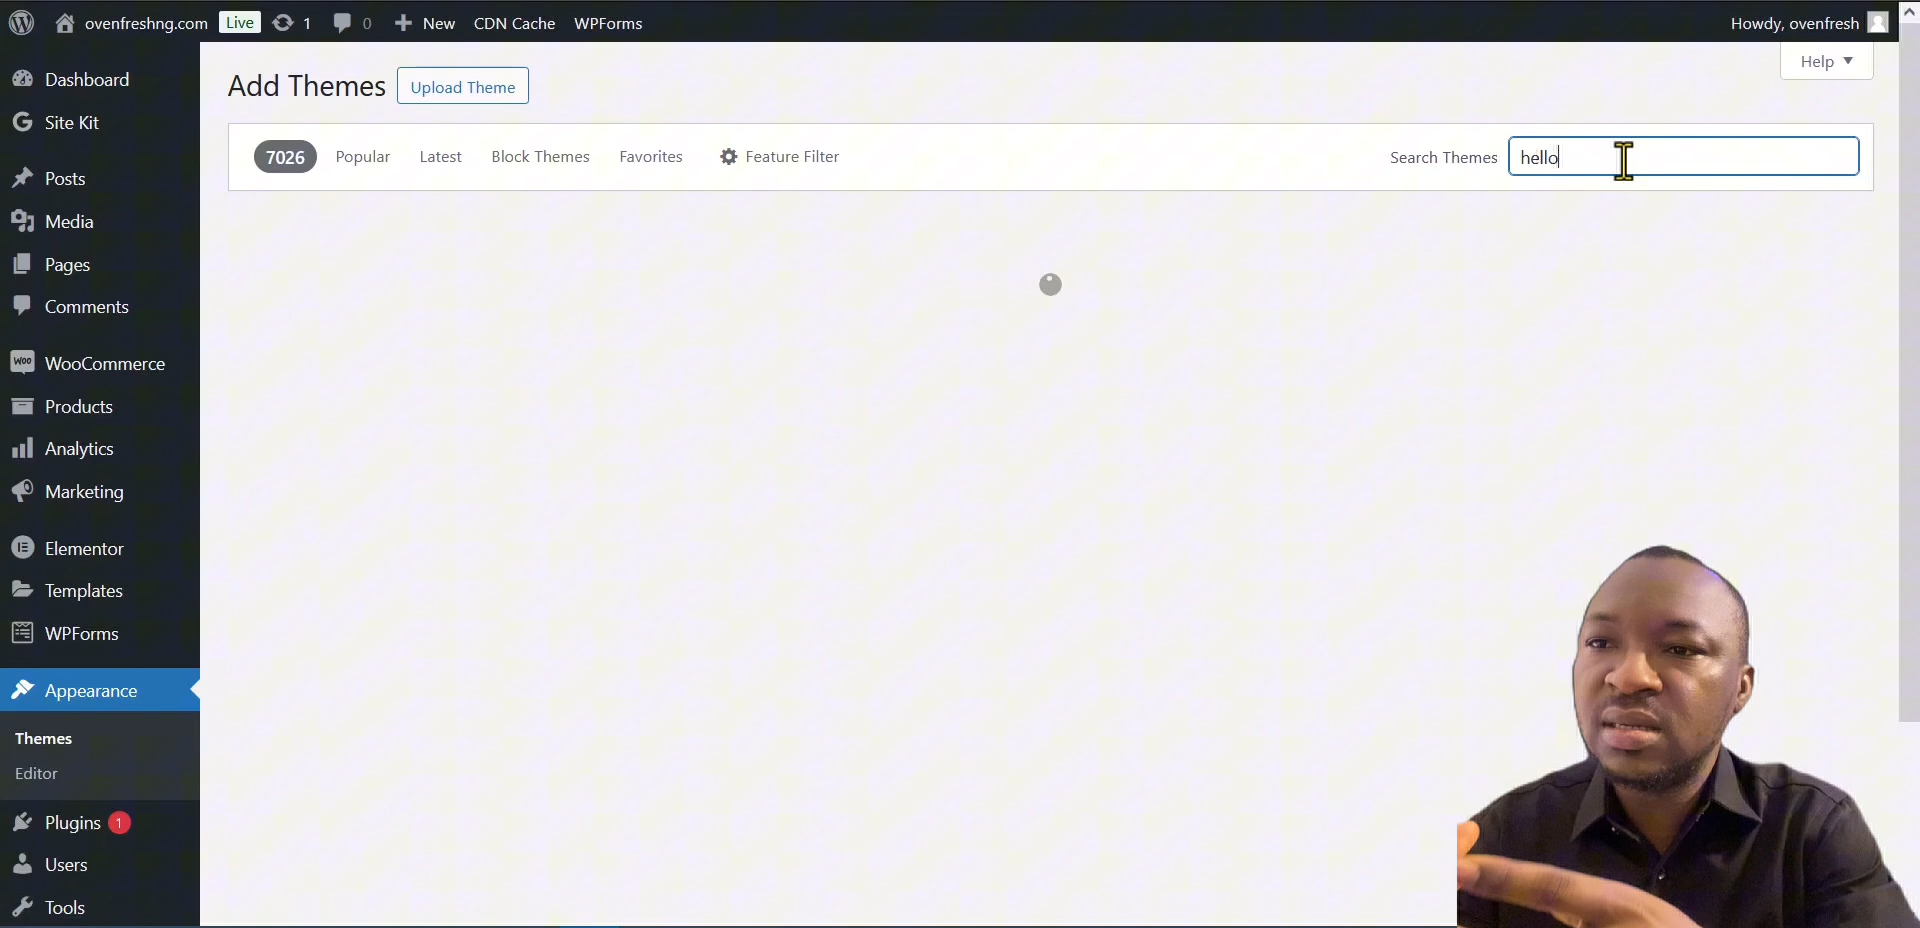 ovenfreshng.com Live 1 0 New CDN Cache WPForms Howdy, ovenfresh
Help
Add Themes Upload Theme
7026 Popular Latest Block Themes Favorites Feature Filter Search Themes hello
Dashboard
Site Kit
Posts
Media
Pages
Comments
Woo WooCommerce
Products
Analytics
Marketing
Elementor
Templates
WPForms
Appearance
Themes
Editor
Plugins 1
Users
Tools